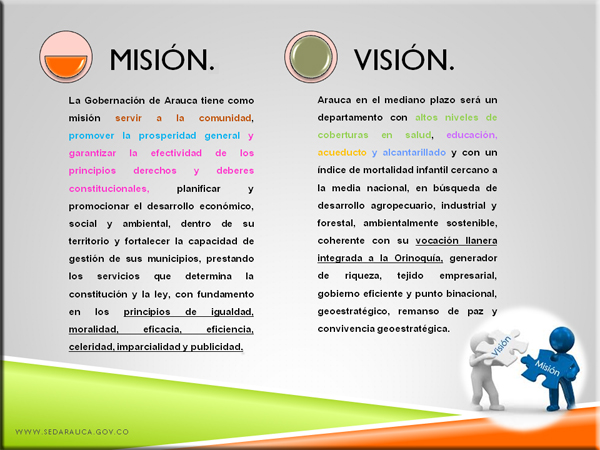 MISIÓN.
La Gobernación de Arauca tiene como
misión servir a la comunidad,
promover la prosperidad general y
garantizar la efectividad de los
principios derechos y deberes
constitucionales, planificar y
promocionar el desarrollo económico,
social y ambiental, dentro de su
territorio y fortalecer la capacidad de
gestión de sus municipios, prestando
los servicios que determina la
constitución y la ley, con fundamento
en los principios de igualdad,
moralidad, eficacia, eficiencia,
celeridad, imparcialidad y publicidad.
VISIÓN.
Arauca en el mediano plazo será un
departamento con altos niveles de
coberturas en salud, educación,
acueducto y alcantarillado y con un
índice de mortalidad infantil cercano a
la media nacional, en búsqueda de
desarrollo agropecuario, industrial y
forestal, ambientalmente sostenible,
coherente con su vocación llanera
integrada a la Orinoquía, generador
de riqueza, tejido empresarial,
gobierno eficiente y punto binacional,
geoestratégico, remanso de paz y
convivencia geoestratégica.
Visión
Misión
WWW.SEDARAUCA.GOV.CO